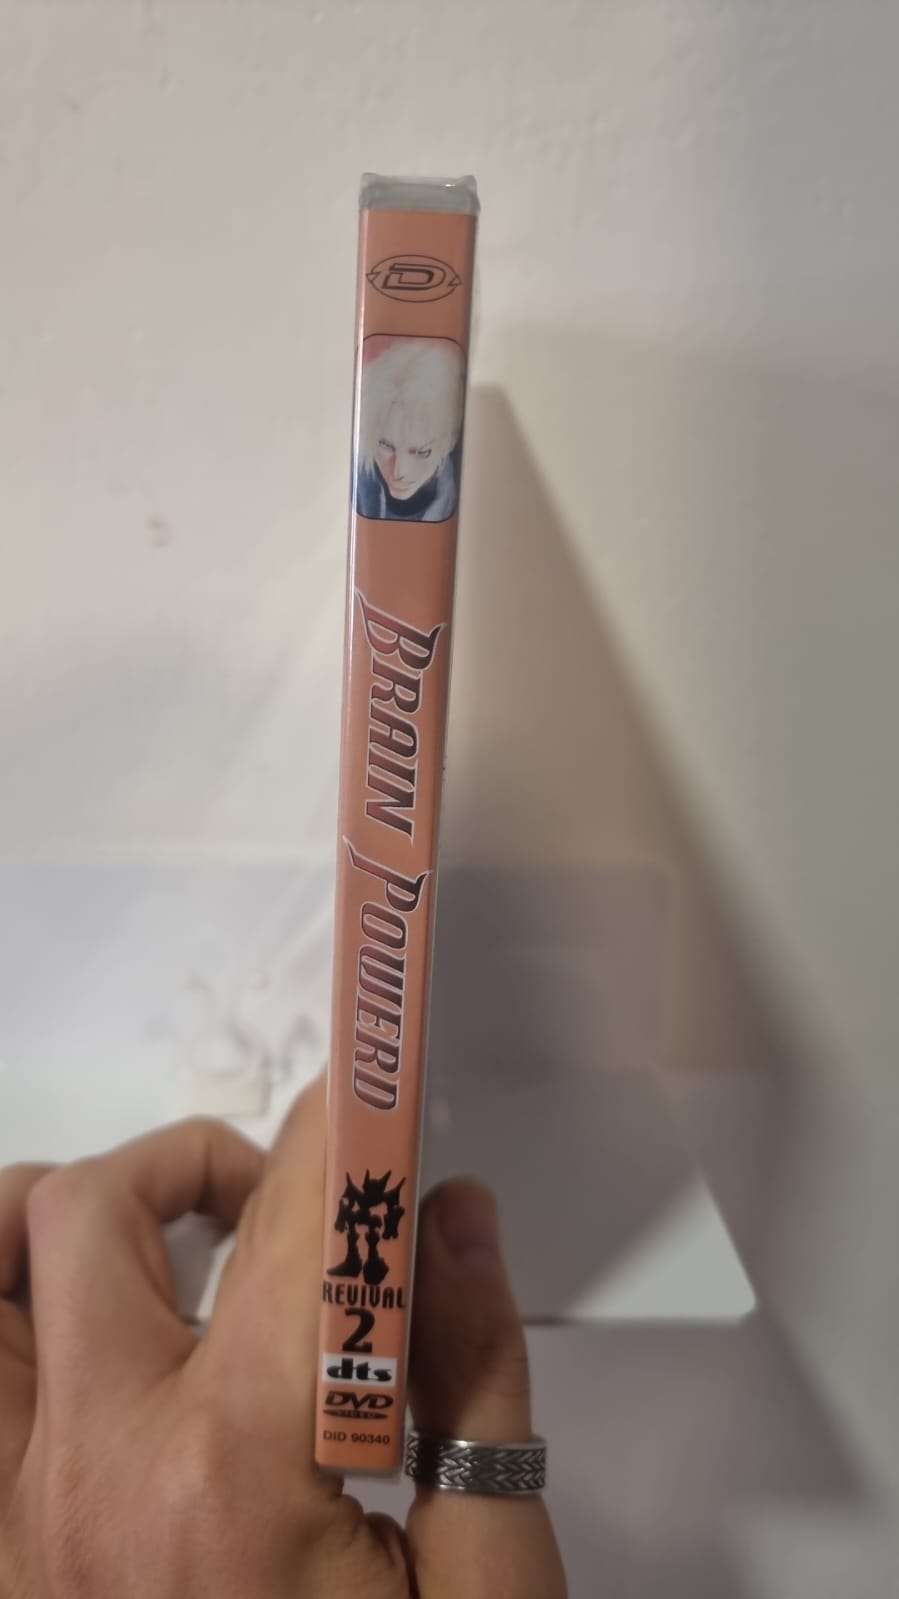 D
BRAIN POWERD
REVIVAL
2
dts
DVD
VIDEO
DID 90340